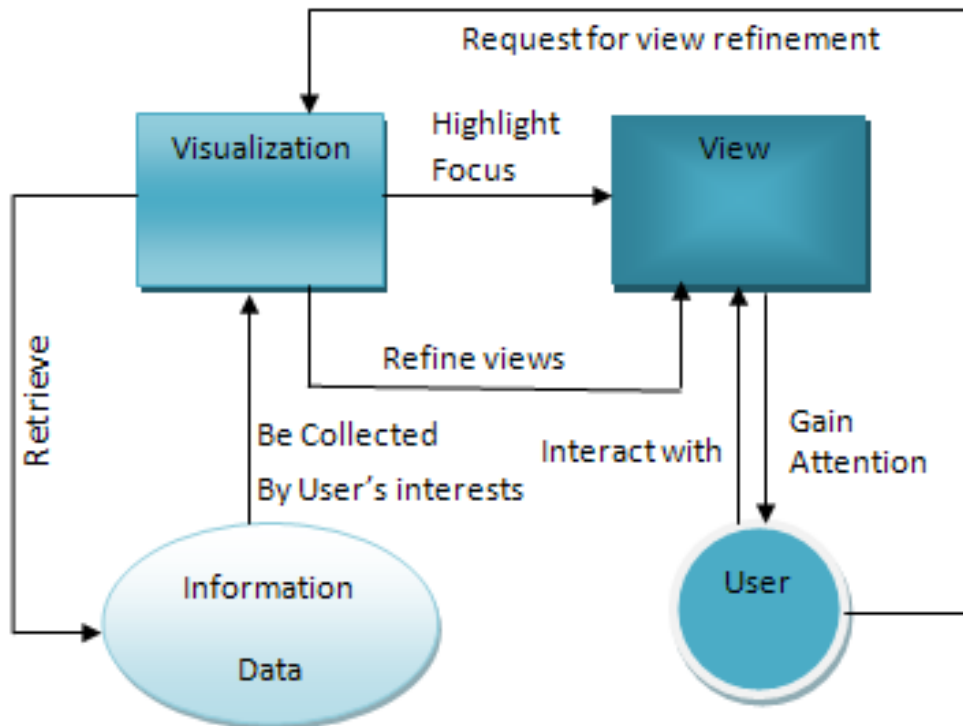 Request for view refinement
Visualization
Highlight
Focus
View
Retrieve
Refine views
Be Collected
By User's interests
Interact with
Gain
Attention
Information
Data
User